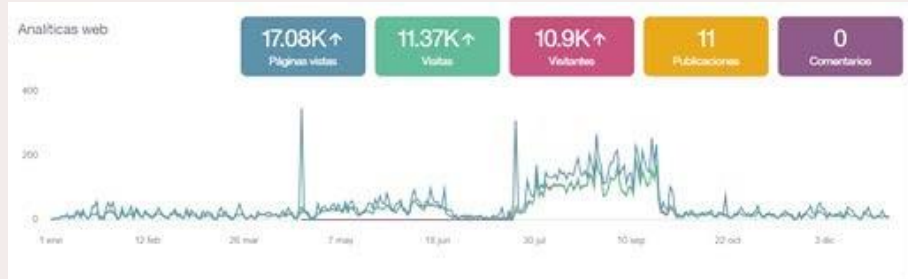 Analíticas web
17.08K↑
Páginas vistas
11.37K↑
Visitas
10.9K↑
Visitantes
11
Publicaciones
0
Comentarios
400
200
0
1 ene
12 feb
26 mar
7 may
18 jun
30 jul
10 sep
22 oct
3 dic